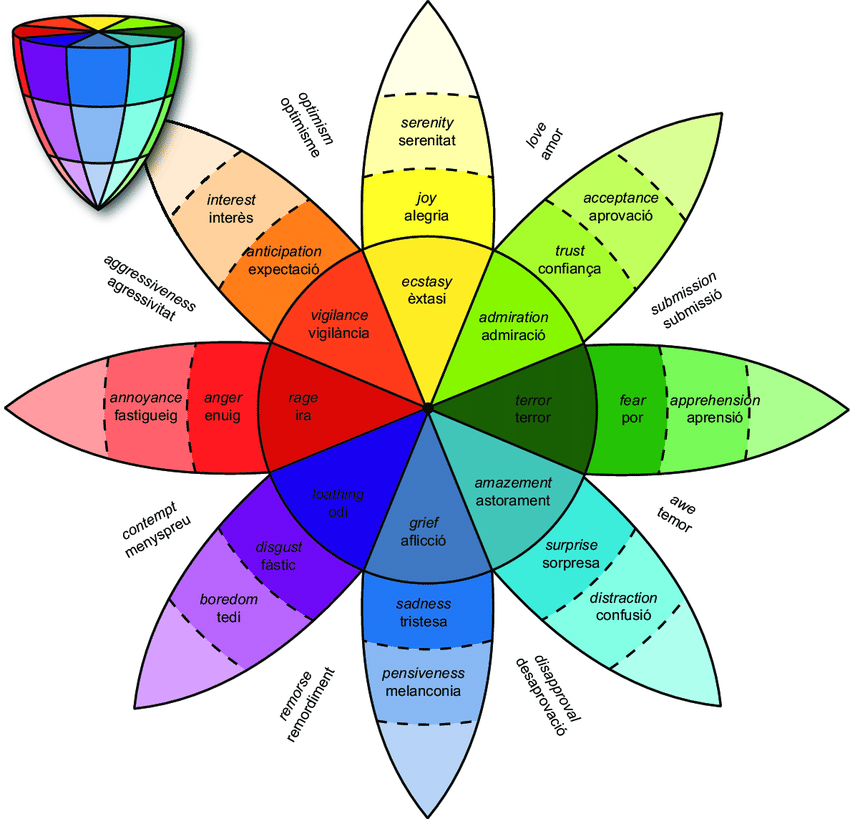 optimism
optimisme
serenity
serenitat
love
amor
interest
interès
joy
alegria
acceptance
aprovació
anticipation
expectació
trust
confiança
aggressiveness
agressivitat
ecstasy
èxtasi
submission
submissió
vigilance
vigilància
admiration
admiració
annoyance
fastigueig
anger
enuig
rage
ira
terror
terror
fear
por
apprehension
aprensió
loathing
odi
amazement
astorament
contempt
menyspreu
grief
aflicció
awe
temor
disgust
fàstic
surprise
sorpresa
boredom
tedi
sadness
tristesa
distraction
confusió
remorse
remordiment
pensiveness
melanconia
disapproval
desaprovació